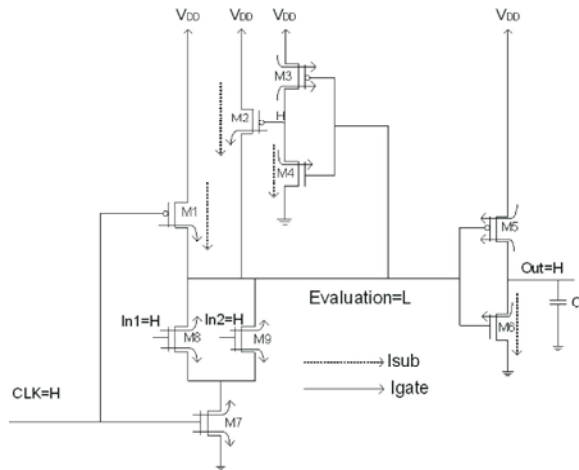 VDD VDD VDD VDD
M3
M2 H
M4
M1
M5
Out=H
Evaluation=L
C
In1=H In2=H
M8 M9
M6
Isub
Igate
CLK=H
M7